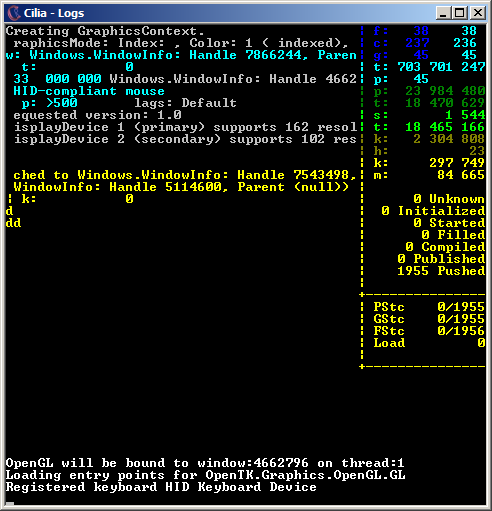 Cilia - Logs
Creating GraphicsContext. ¦ f: 38 38
raphicsMode: Index: , Color: 1 ( indexed), ¦ c: 237 236
w: Windows.WindowInfo: Handle 7866244, Paren ¦ g: 45 45
t: 0 ¦ t: 703 701 247
33 000 000 Windows.WindowInfo: Handle 4662 ¦ p: 45
HID-compliant mouse ¦ p: 23 984 480
p: >500 lags: Default ¦ t: 18 470 629
equested version: 1.0 ¦ s: 1 544
isplayDevice 1 (primary) supports 162 resol ¦ t: 18 465 166
isplayDevice 2 (secondary) supports 102 res ¦ k: 2 304 808
¦ h: 23
¦ k: 297 749
ched to Windows.WindowInfo: Handle 7543498, ¦ m: 84 665
WindowInfo: Handle 5114600, Parent (null)) ¦
¦ k: 0 ¦ 0 Unknown
d ¦ 0 Initialized
dd ¦ 0 Started
¦ 0 Filled
¦ 0 Compiled
¦ 0 Published
¦ 1955 Pushed
¦
+---------------
¦ PStc 0/1955
¦ GStc 0/1955
¦ FStc 0/1956
¦ Load 0
¦
+---------------
OpenGL will be bound to window:4662796 on thread:1
Loading entry points for OpenTK.Graphics.OpenGL.GL
Registered keyboard HID Keyboard Device